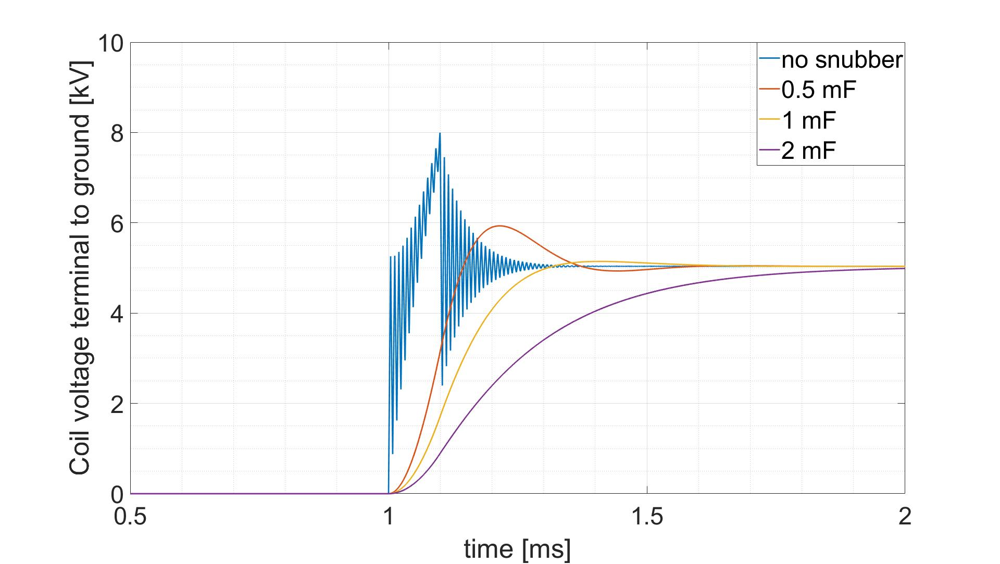 Coil voltage terminal to ground [kV]
10
8
6
4
2
0
0.5
1
1.5
2
time [ms]
no snubber
0.5 mF
1 mF
2 mF